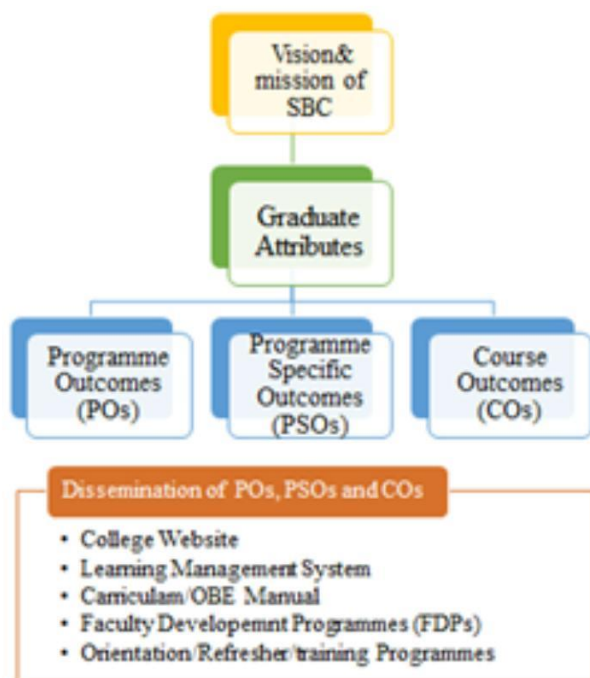 Vision&
mission of
SBC
Graduate
Attributes
Programme
Outcomes
(POs)
Programme
Specific
Outcomes
(PSOs)
Course
Outcomes
(COs)
Dissemination of POs, PSOs and COs
• College Website
• Learning Management System
• Carriculam/OBE Manual
• Faculty Developemnt Programmes (FDPs)
• Orientation/Refresher/training Programmes